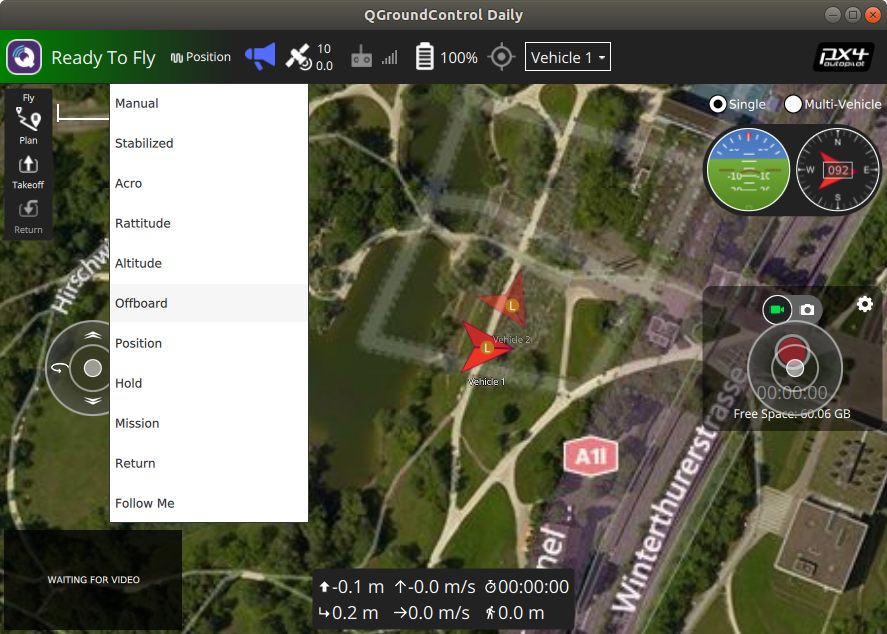 QGroundControl Daily
Ready To Fly
Position
10
0.0
100%
Vehicle 1
px4
autopilot
Fly
Plan
Takeoff
Return
Manual
Stabilized
Acro
Rattitude
Altitude
Offboard
Position
Hold
Mission
Return
Follow Me
Single
Multi-Vehicle
-10
-10
N
W
092
E
S
Hirschwi
L
Vehicle 2
L
Vehicle 1
00:00:00
Free Space: 60.06 GB
A1l
Winterthurerstrasse
nel
WAITING FOR VIDEO
-0.1 m
-0.0 m/s
00:00:00
0.2 m
0.0 m/s
0.0 m